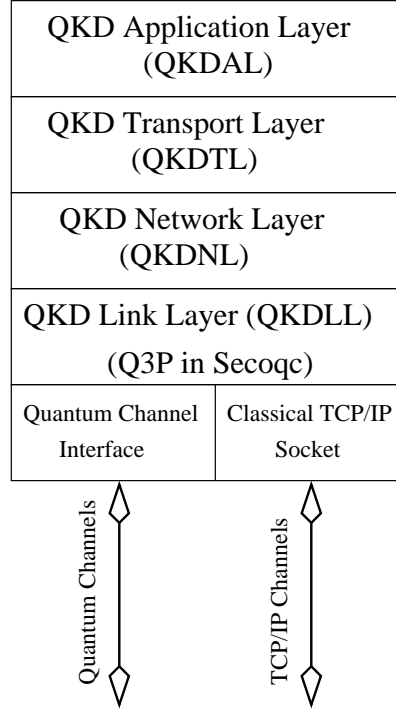 QKD Application Layer
(QKDAL)
QKD Transport Layer
(QKDTL)
QKD Network Layer
(QKDNL)
QKD Link Layer (QKDLL)
(Q3P in Secoqc)
Quantum Channel
Interface
Classical TCP/IP
Socket
Quantum Channels
TCP/IP Channels